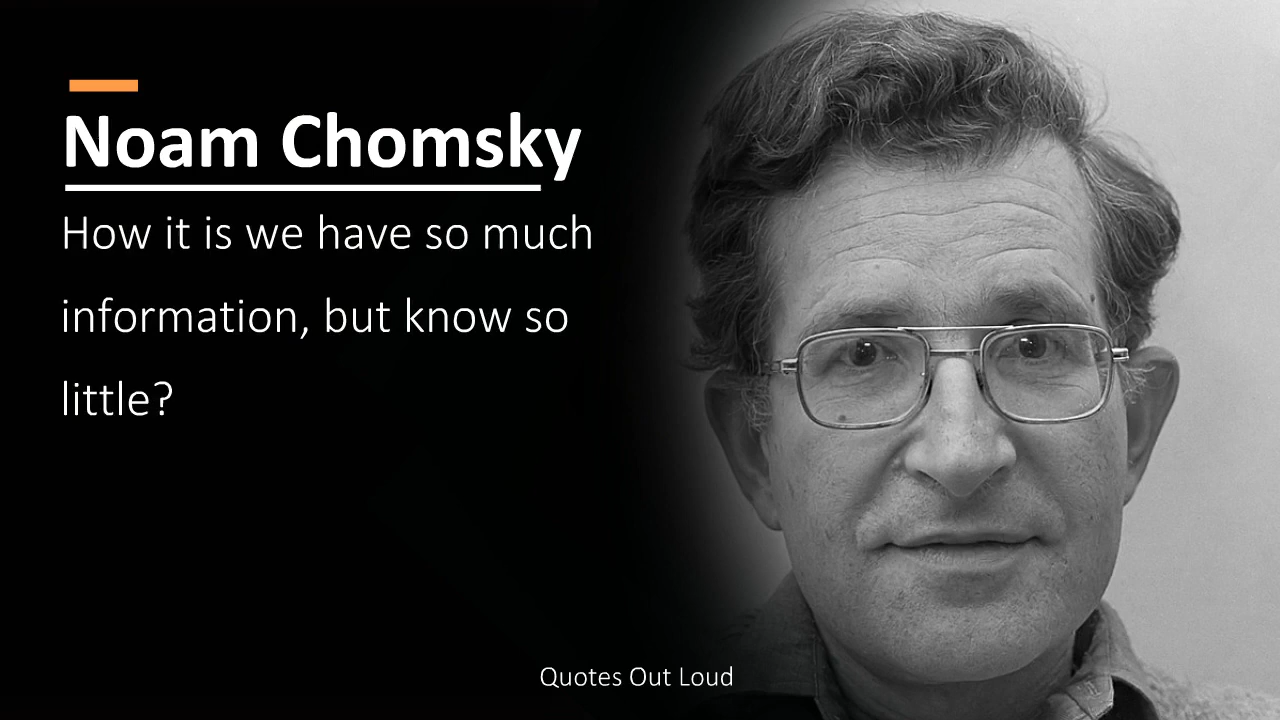 Noam Chomsky
How it is we have so much
information, but know so
little?
Quotes Out Loud